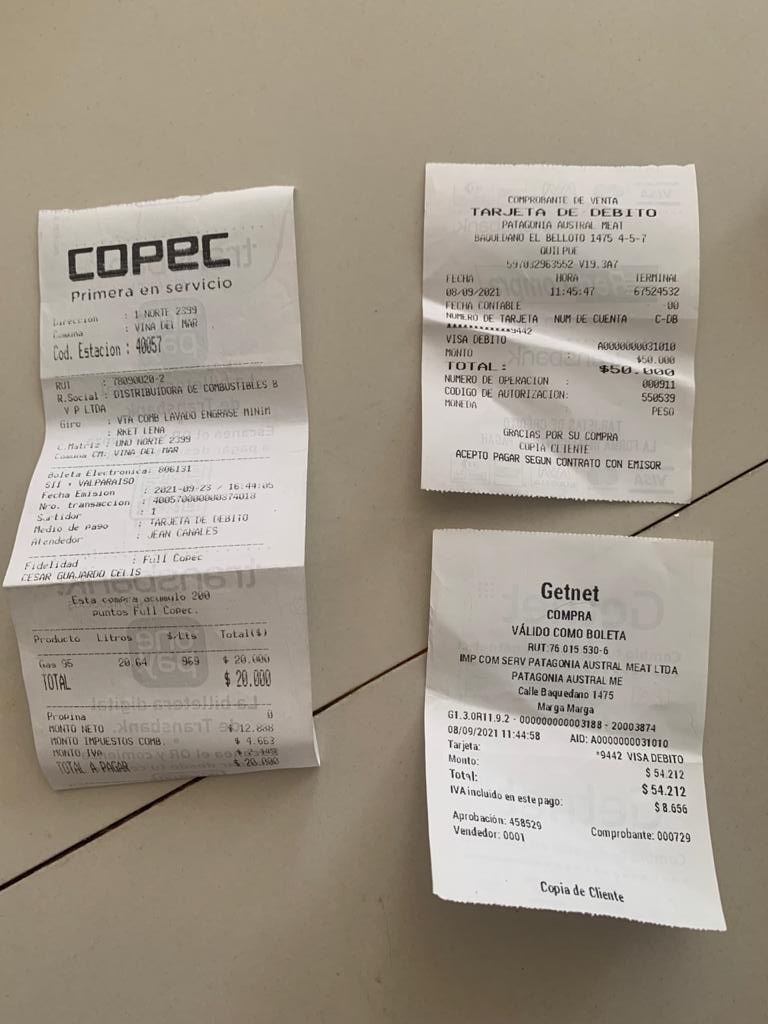 copec
Primera en servicio
Direccion : 1 NORTE 2399
Comuna : VINA DEL MAR
Cod. Estacion : 40057
RUT : 78090020-2
R.Social : DISTRIBUIDORA DE COMBUSTIBLES B
V P LTDA
Giro : VTA COMB LAVADO ENGRASE MINIM
: RKET LENA
C.Matriz : UNO NORTE 2399
Comuna CM: VINA DEL MAR
Boleta Electronica: 806131
SII - VALPARAISO
Fecha Emision : 2021-09-23 / 16:44:05
Nro. transaccion : 
Surtidor : 1
Medio de Pago : TARJETA DE DEBITO
Atendedor : JEAN CANALES
Fidelidad : Full Copec
CESAR GUAJARDO CELIS
Esta compra acumulo 200
puntos Full Copec.
Producto Litros $/Lts Total($)
Gas 95 20.64 969 $ 20.000
TOTAL $ 20.000
Propina 0
MONTO NETO
MONTO IMPUESTOS COMB. $ 4.663
MONTO IVA
TOTAL A PAGAR $ 20.000
COMPROBANTE DE VENTA
TARJETA DE DEBITO
PATAGONIA AUSTRAL MEAT
BAQUEDANO EL BELLOTO 1475 4-5-7
QUILPUE
597032963552-V19.3A7
FECHA HORA TERMINAL
08/09/2021 11:45:47 67524532
FECHA CONTABLE -00
NUMERO DE TARJETA NUM DE CUENTA C-DB
************9442
VISA DEBITO A0000000031010
MONTO $50.000
TOTAL: $50.000
NUMERO DE OPERACION : 000911
CODIGO DE AUTORIZACION: 550539
MONEDA PESO
GRACIAS POR SU COMPRA
COPIA CLIENTE
ACEPTO PAGAR SEGUN CONTRATO CON EMISOR
Getnet
COMPRA
VÁLIDO COMO BOLETA
RUT:76 015 530-6
IMP COM SERV PATAGONIA AUSTRAL MEAT LTDA
PATAGONIA AUSTRAL ME
Calle Baquedano 1475
Marga Marga
G1.3.0R11.9.2 - 000000000003188 - 20003874
08/09/2021 11:44:58 AID: A0000000031010
Tarjeta: *9442 VISA DEBITO
Monto: $ 54.212
Total: $ 54.212
IVA incluido en este pago: $ 8.656
Aprobación: 458529
Vendedor: 0001 Comprobante: 000729
Copia de Cliente